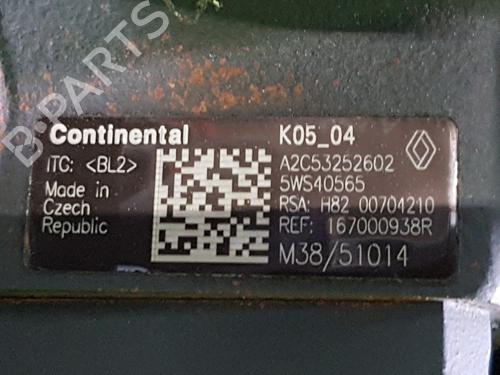 B-PARTS
Continental
ITC: <BL2>
Made in
Czech
Republic
K05_04
A2C53252602
5WS40565
RSA: H82 00704210
REF: 167000938R
M38/51014